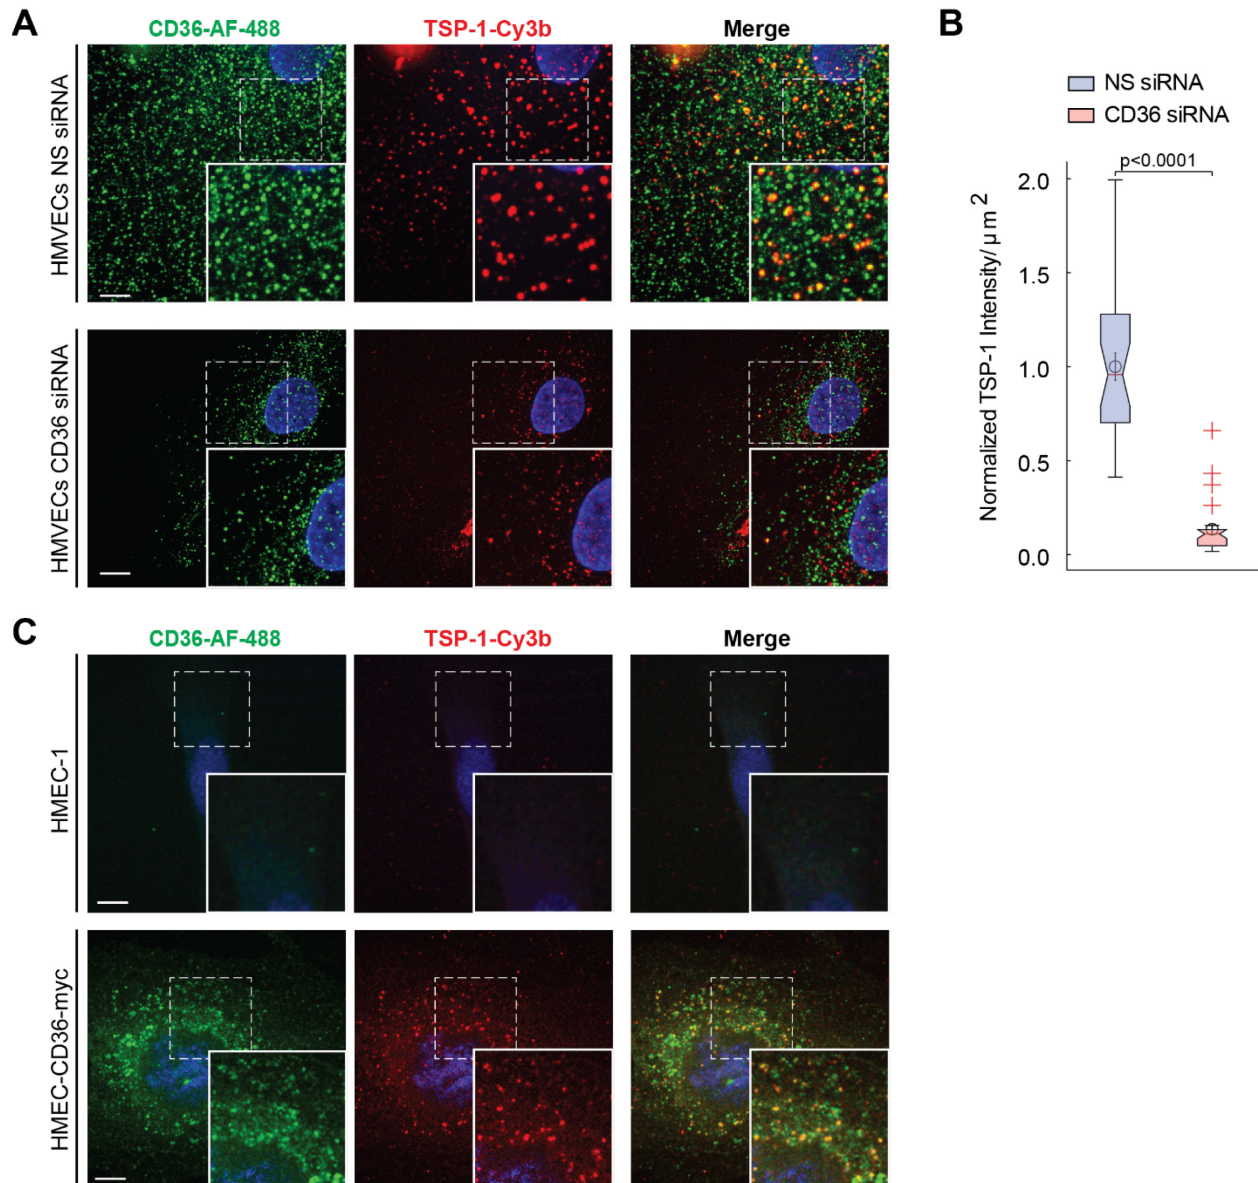 A
CD36-AF-488
TSP-1-Cy3b
Merge
HMVECs NS siRNA
HMVECs CD36 siRNA
B
NS siRNA
CD36 siRNA
p<0.0001
Normalized TSP-1 Intensity/µm²
2.0
1.5
1.0
0.5
0.0
C
CD36-AF-488
TSP-1-Cy3b
Merge
HMEC-1
HMEC-CD36-myc